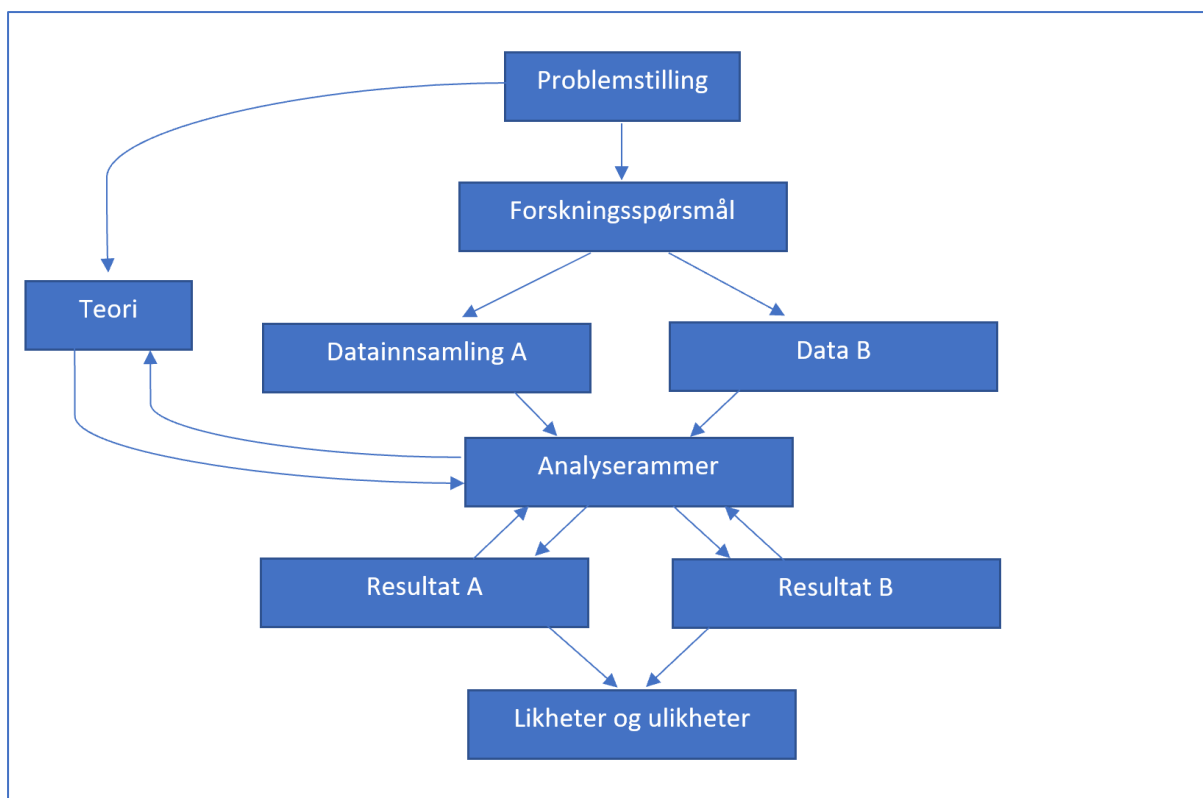 Problemstilling
Forskningsspørsmål
Teori
Datainnsamling A
Data B
Analyserammer
Resultat A
Resultat B
Likheter og ulikheter